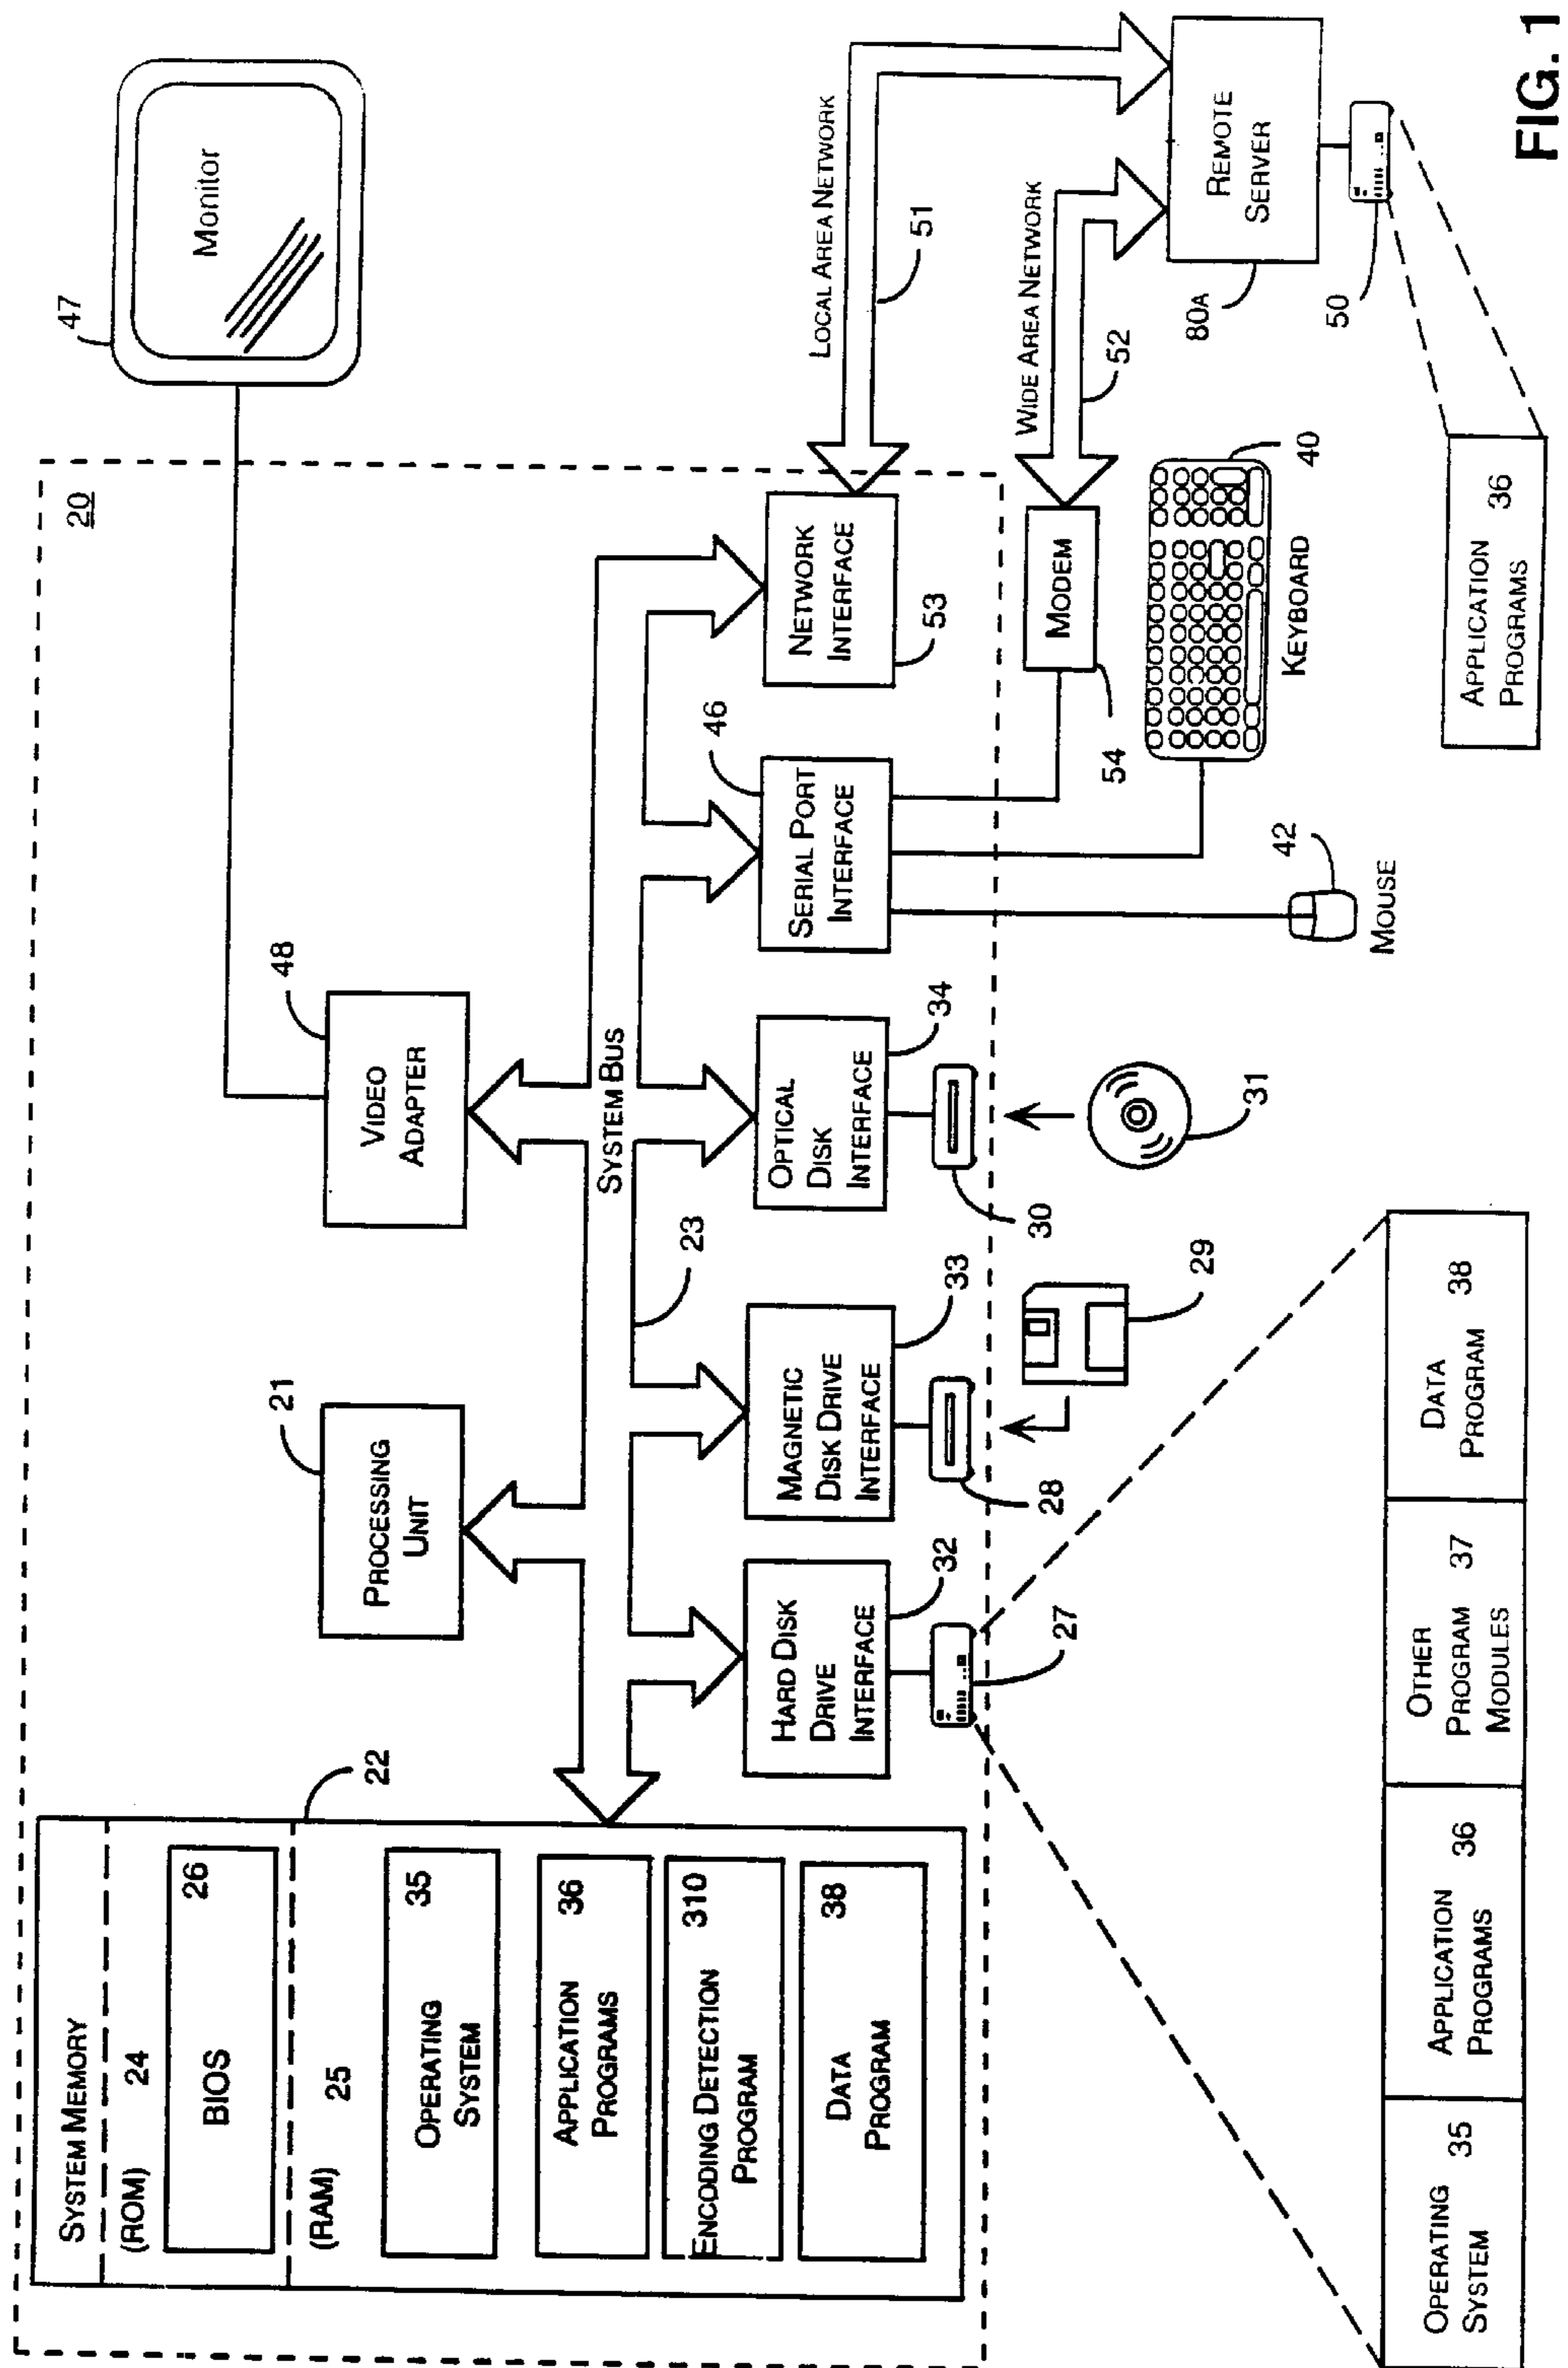 47
Monitor
20
SYSTEM MEMORY
(ROM) 24
BIOS 26
(RAM) 25
22
OPERATING 35
SYSTEM
APPLICATION 36
PROGRAMS
ENCODING DETECTION 310
PROGRAM
DATA 38
PROGRAM
PROCESSING
UNIT
21
VIDEO
ADAPTER
48
SYSTEM BUS
23
HARD DISK
DRIVE
INTERFACE
32
27
MAGNETIC
DISK DRIVE
INTERFACE
33
28
29
OPTICAL
DISK
INTERFACE
34
30
31
SERIAL PORT
INTERFACE
46
NETWORK
INTERFACE
53
LOCAL AREA NETWORK
51
WIDE AREA NETWORK
52
MODEM
54
40
KEYBOARD
42
MOUSE
REMOTE
SERVER
80A
50
APPLICATION 36
PROGRAMS
OPERATING 35
SYSTEM
APPLICATION 36
PROGRAMS
OTHER
PROGRAM 37
MODULES
DATA 38
PROGRAM
FIG. 1